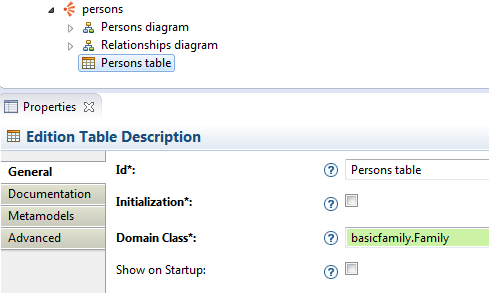 persons
Persons diagram
Relationships diagram
Persons table
Properties
Edition Table Description
General
Documentation
Metamodels
Advanced
Id*: Persons table
Initialization*:
Domain Class*: basicfamily.Family
Show on Startup: